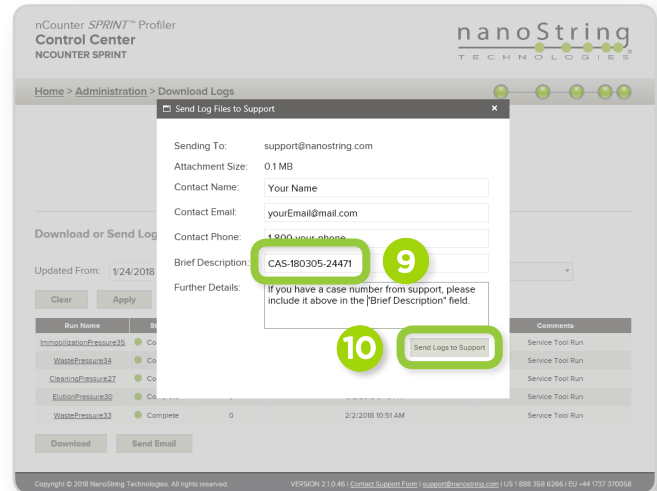 nCounter SPRINT™ Profiler
Control Center
NCOUNTER SPRINT
nanoString
TECHNOLOGIES®
Home > Administration > Download Logs
Send Log Files to Support ×
Sending To: support@nanostring.com
Attachment Size: 0.1 MB
Contact Name: Your Name
Contact Email: yourEmail@mail.com
Download or Send Log
Contact Phone: 1 800 your phone
Brief Description: CAS-180305-24471 9
Updated From: 1/24/2018
Further Details: If you have a case number from support, please
include it above in the "Brief Description" field.
Clear Apply
Run Name Comments
10 Send Logs to Support
ImmobilizationPressure35 Co Service Tool Run
WastePressure34 Co Service Tool Run
CleaningPressure27 Co Service Tool Run
ElutionPressure30 Service Tool Run
WastePressure33 Complete 0 2/2/2018 10:51 AM Service Tool Run
Download Send Email
Copyright © 2018 NanoString Technologies. All rights reserved. VERSION 2.1.0.46 | Contact Support Form | support@nanostring.com | US 1 888 358 6266 | EU +44 1737 370058